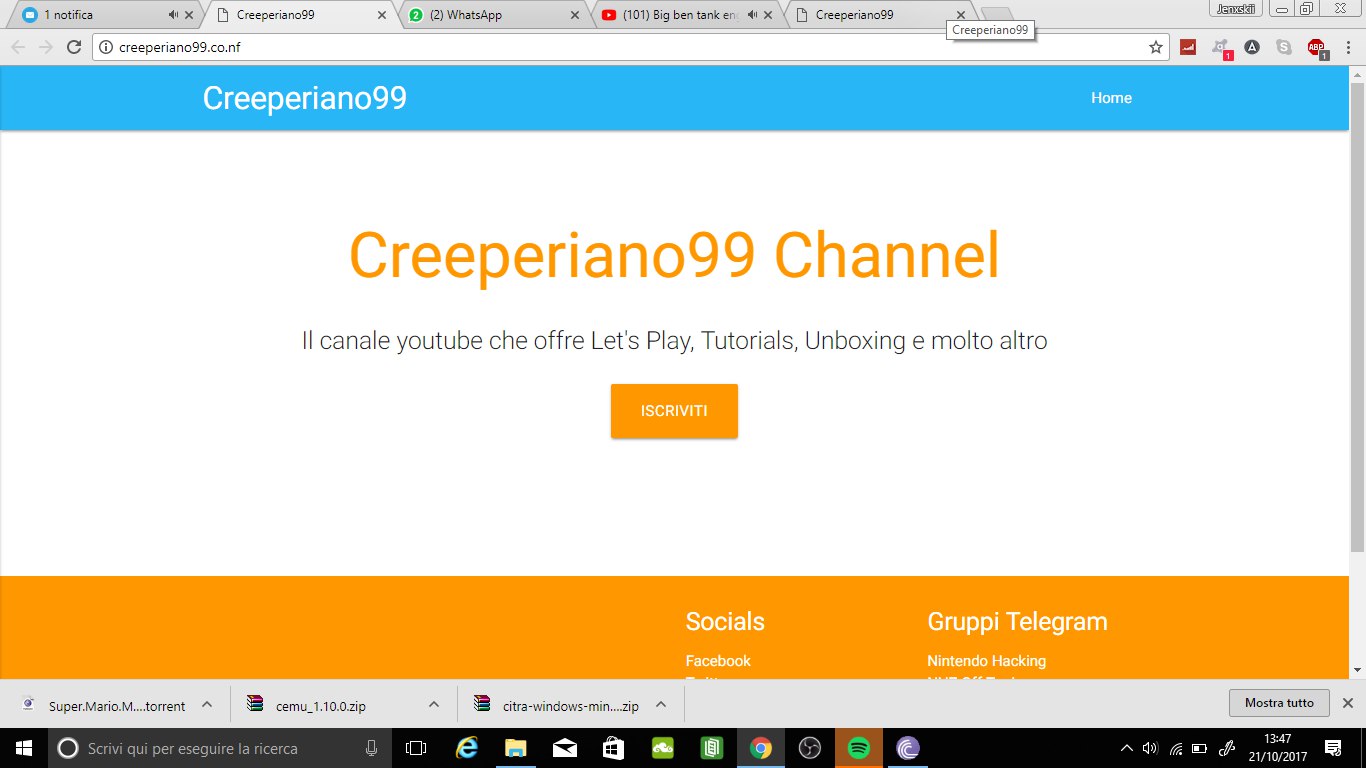 1 notifica
Creeperiano99
(2) WhatsApp
(101) Big ben tank en
Creeperiano99
Jenxskii
Creeperiano99
creeperiano99.co.nf
1
ABP
1
Creeperiano99
Home
Creeperiano99 Channel
Il canale youtube che offre Let's Play, Tutorials, Unboxing e molto altro
ISCRIVITI
Socials
Gruppi Telegram
Facebook
Nintendo Hacking
Super.Mario.M....torrent
cemu_1.10.0.zip
citra-windows-min....zip
Mostra tutto
Scrivi qui per eseguire la ricerca
13:47
21/10/2017